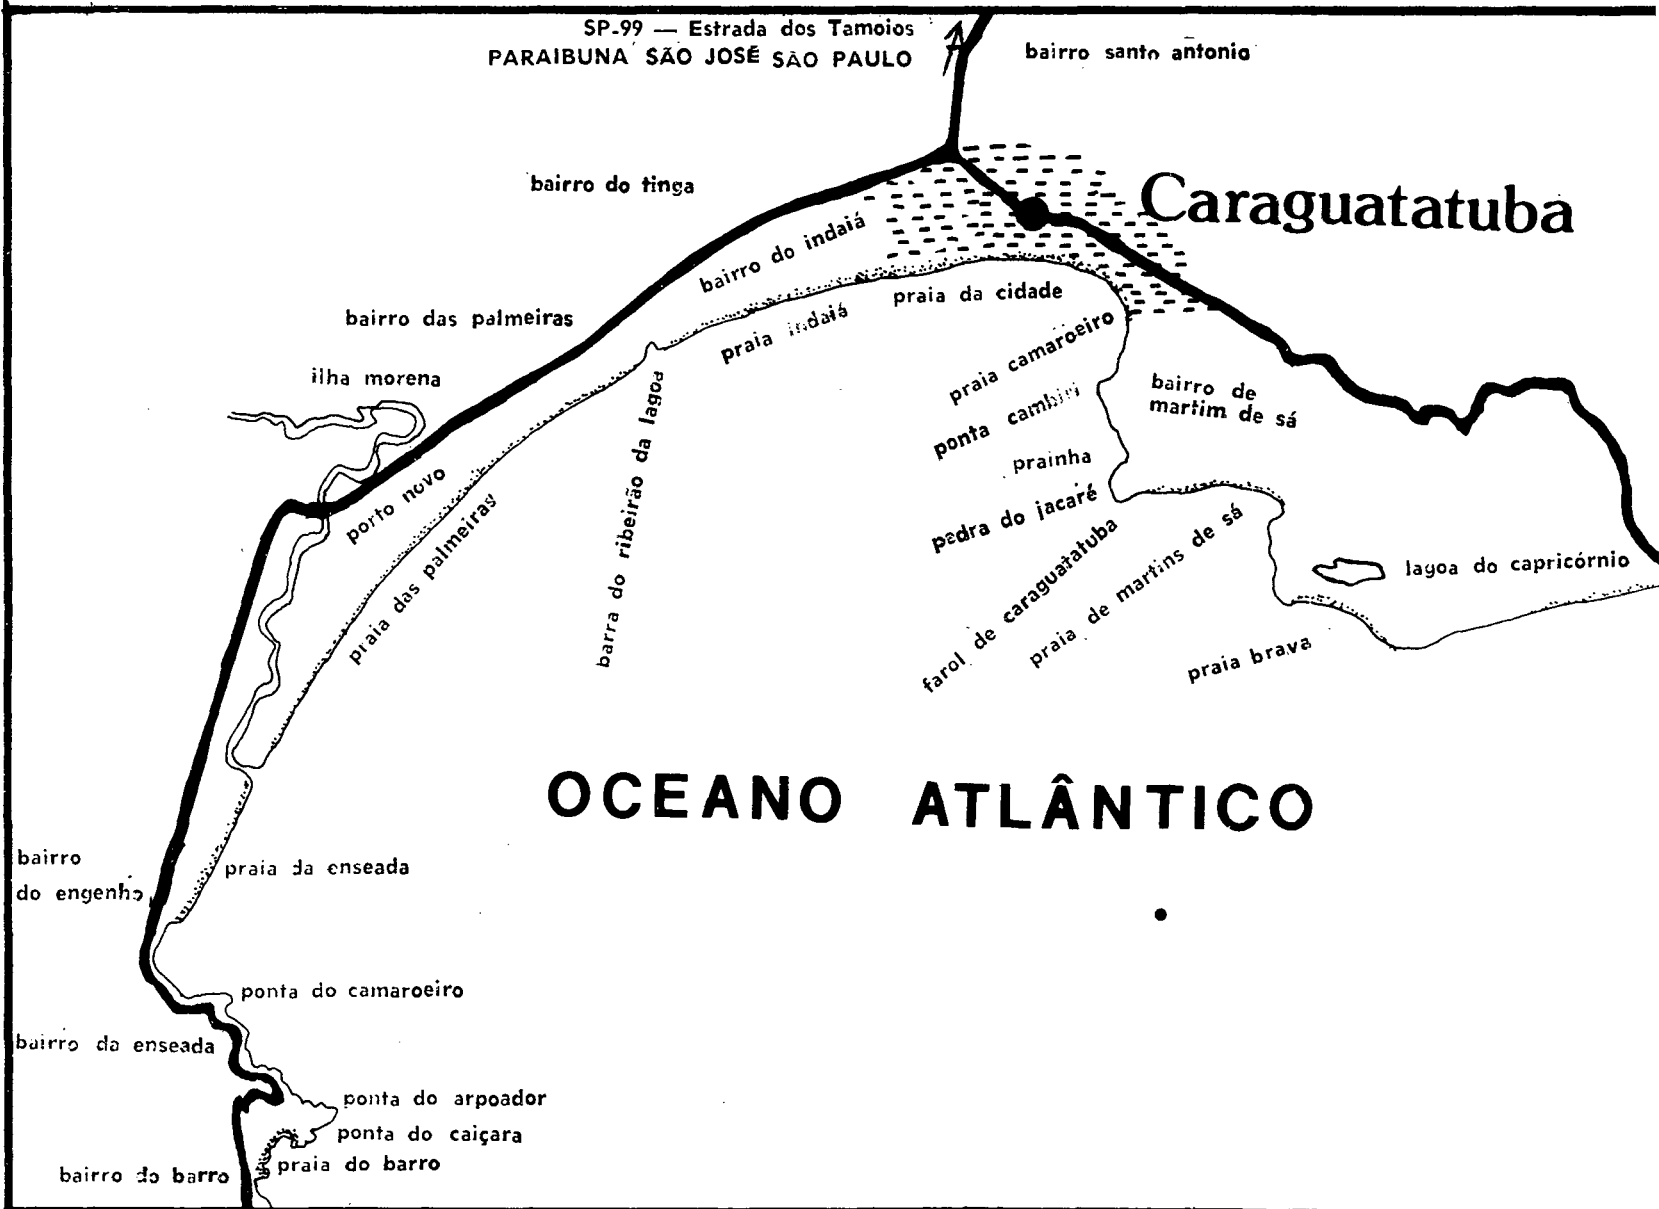 SP-99 — Estrada dos Tamoios
PARAIBUNA SÃO JOSÉ SÃO PAULO
bairro santo antonio
bairro do tinga
Caraguatatuba
bairro do indaiá
praia da cidade
praia indaiá
bairro das palmeiras
praia camaroeiro
ilha morena
ponta cambiri
bairro de
martim de sá
prainha
porto novo
pedra do jacaré
praia das palmeiras
barra do ribeirão da lagoa
farol de caraguatatuba
praia de martins de sá
lagoa do capricórnio
praia brava
OCEANO ATLÂNTICO
bairro
do engenho
praia da enseada
ponta do camaroeiro
bairro da enseada
ponta do arpoador
ponta do caiçara
praia do barro
bairro do barro